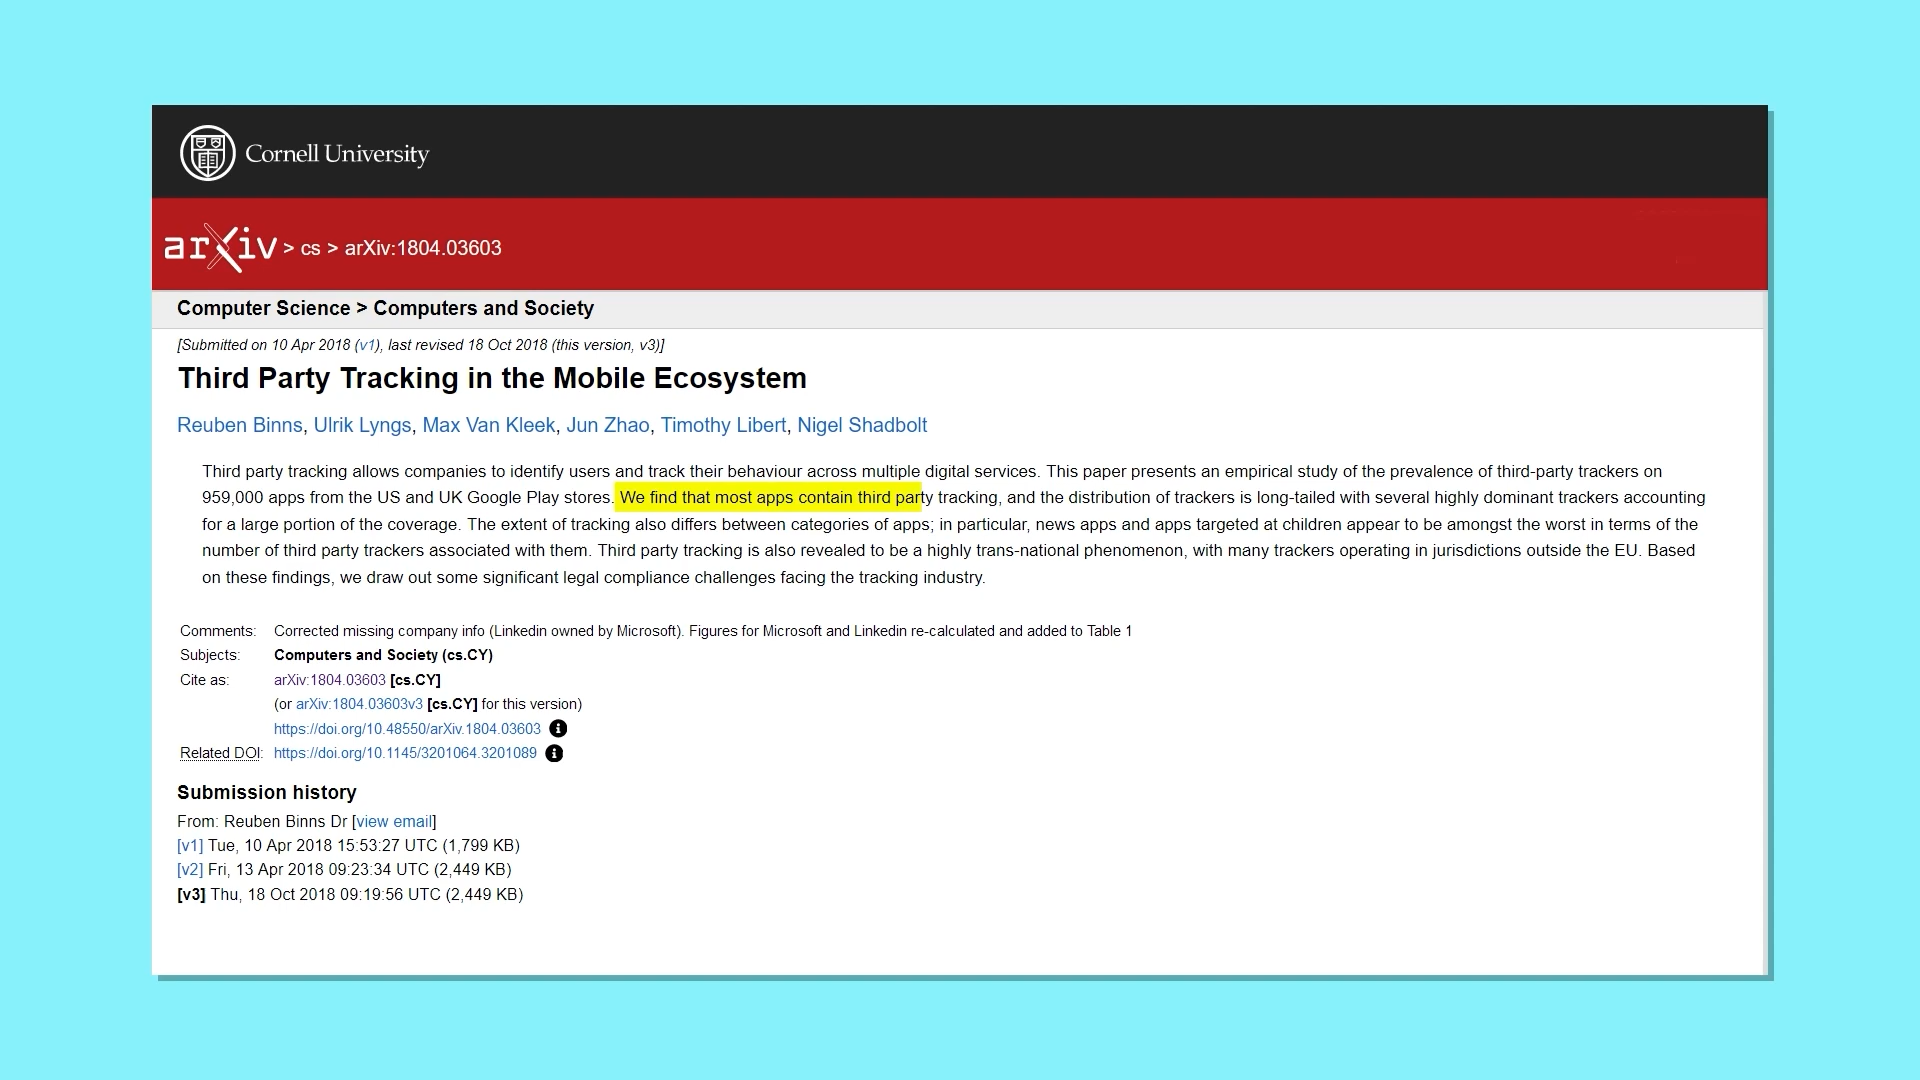 Cornell University
arXiv > cs > arXiv:1804.03603
Computer Science > Computers and Society
[Submitted on 10 Apr 2018 (v1), last revised 18 Oct 2018 (this version, v3)]
Third Party Tracking in the Mobile Ecosystem
Reuben Binns, Ulrik Lyngs, Max Van Kleek, Jun Zhao, Timothy Libert, Nigel Shadbolt
Third party tracking allows companies to identify users and track their behaviour across multiple digital services. This paper presents an empirical study of the prevalence of third-party trackers on
959,000 apps from the US and UK Google Play stores. We find that most apps contain third party tracking, and the distribution of trackers is long-tailed with several highly dominant trackers accounting
for a large portion of the coverage. The extent of tracking also differs between categories of apps; in particular, news apps and apps targeted at children appear to be amongst the worst in terms of the
number of third party trackers associated with them. Third party tracking is also revealed to be a highly trans-national phenomenon, with many trackers operating in jurisdictions outside the EU. Based
on these findings, we draw out some significant legal compliance challenges facing the tracking industry.
Comments: Corrected missing company info (Linkedin owned by Microsoft). Figures for Microsoft and Linkedin re-calculated and added to Table 1
Subjects: Computers and Society (cs.CY)
Cite as: arXiv:1804.03603 [cs.CY]
(or arXiv:1804.03603v3 [cs.CY] for this version)
https://doi.org/10.48550/arXiv.1804.03603
Related DOI: https://doi.org/10.1145/3201064.3201089
Submission history
From: Reuben Binns Dr [view email]
[v1] Tue, 10 Apr 2018 15:53:27 UTC (1,799 KB)
[v2] Fri, 13 Apr 2018 09:23:34 UTC (2,449 KB)
[v3] Thu, 18 Oct 2018 09:19:56 UTC (2,449 KB)